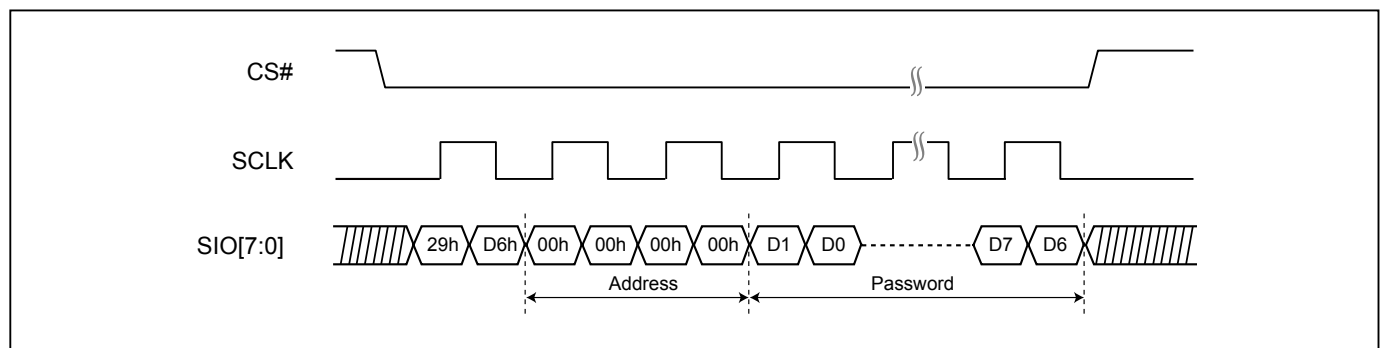 CS#
SCLK
SIO[7:0] 29h D6h 00h 00h 00h 00h D1 D0 D7 D6
Address Password